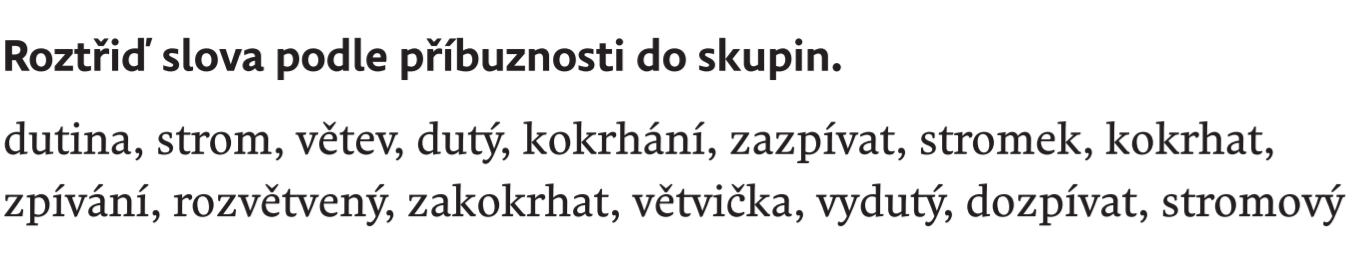 Roztřiď slova podle příbuznosti do skupin.
dutina, strom, větev, dutý, kokrhání, zazpívat, stromek, kokrhat,
zpívání, rozvětvený, zakokrhat, větvička, vydutý, dozpívat, stromový